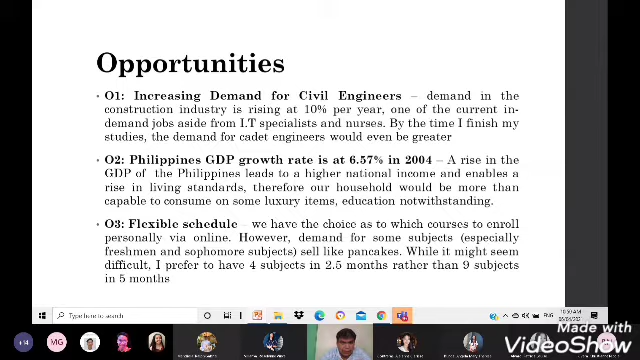 Opportunities
• O1: Increasing Demand for Civil Engineers – demand in the
construction industry is rising at 10% per year, one of the current in-
demand jobs aside from I.T specialists and nurses. By the time I finish my
studies, the demand for cadet engineers would even be greater
• O2: Philippines GDP growth rate is at 6.57% in 2004 – A rise in the
GDP of the Philippines leads to a higher national income and enables a
rise in living standards, therefore our household would be more than
capable to consume on some luxury items, education notwithstanding.
• O3: Flexible schedule – we have the choice as to which courses to enroll
personally via online. However, demand for some subjects (especially
freshmen and sophomore subjects) sell like pancakes. While it might seem
difficult, I prefer to have 4 subjects in 2.5 months rather than 9 subjects
in 5 months
Type here to search
ENG
10:50 AM
+14
MG
Made with
VideoShow